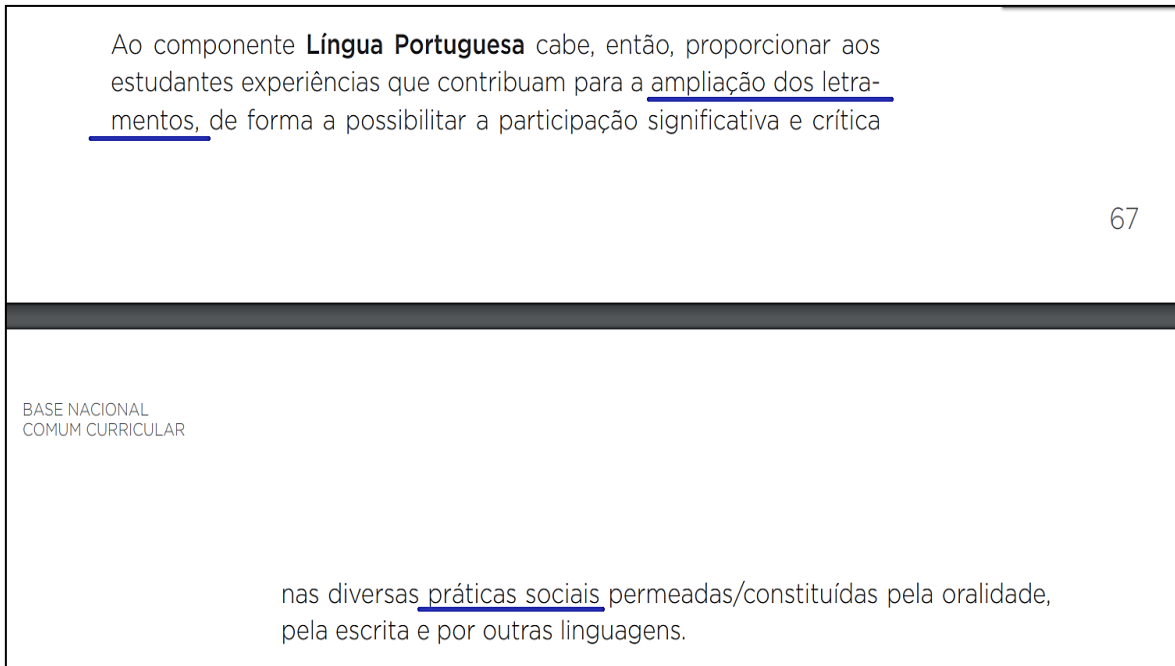 Ao componente Língua Portuguesa cabe, então, proporcionar aos
estudantes experiências que contribuam para a ampliação dos letra-
mentos, de forma a possibilitar a participação significativa e crítica
67
BASE NACIONAL
COMUM CURRICULAR
nas diversas práticas sociais permeadas/constituídas pela oralidade,
pela escrita e por outras linguagens.